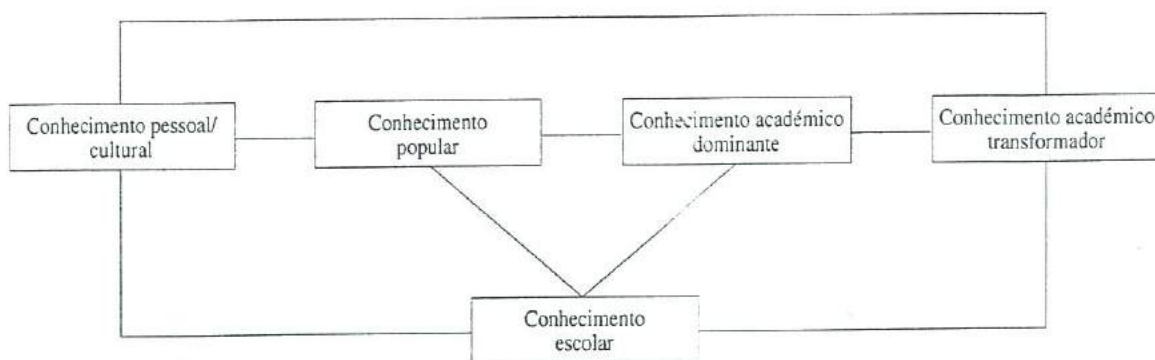 Conhecimento pessoal/
cultural
Conhecimento
popular
Conhecimento académico
dominante
Conhecimento académico
transformador
Conhecimento
escolar